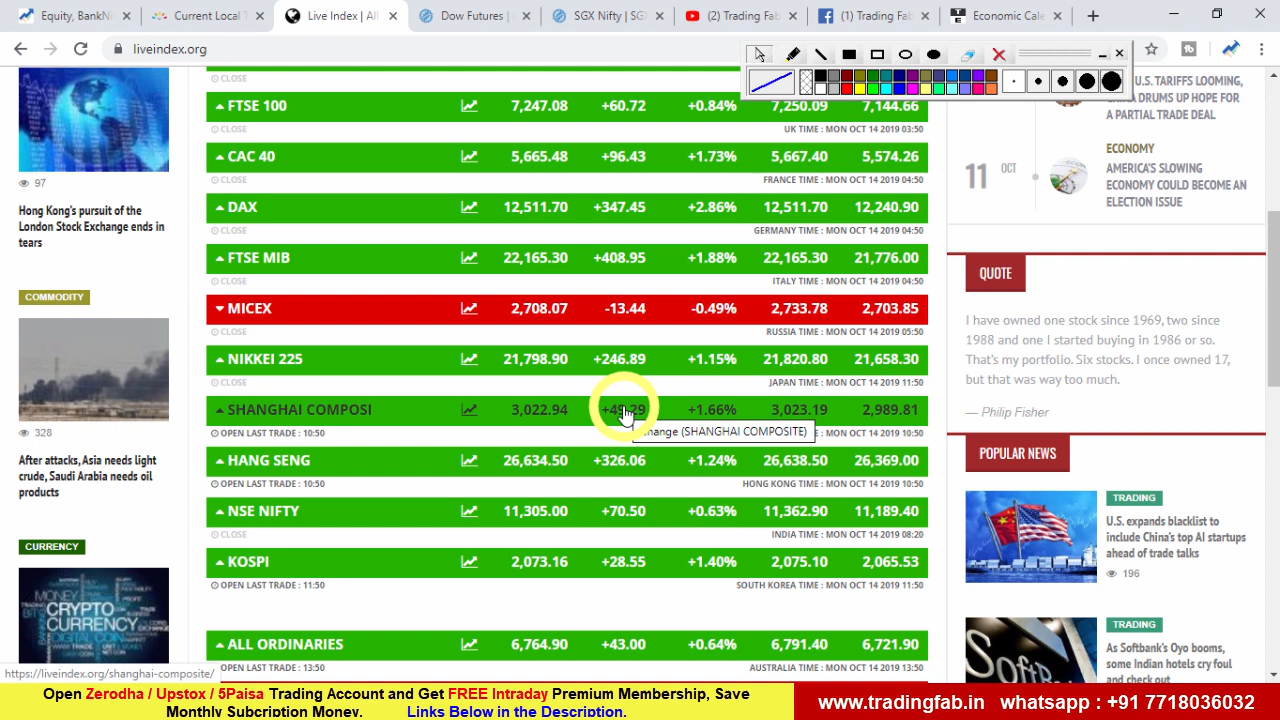 Equity, BankN
Current Local T
Live Index | All
Dow Futures |
SGX Nifty | SG
(2) Trading Fab
(1) Trading Fab
Economic Cale
liveindex.org
97
Hong Kong's pursuit of the
London Stock Exchange ends in
tears
COMMODITY
328
After attacks, Asia needs light
crude, Saudi Arabia needs oil
products
CURRENCY
CRYPTO
CURRENCY
CLOSE
FTSE 100 7,247.08 +60.72 +0.84% 7,250.09 7,144.66
CLOSE UK TIME : MON OCT 14 2019 03:50
CAC 40 5,665.48 +96.43 +1.73% 5,667.40 5,574.26
CLOSE FRANCE TIME : MON OCT 14 2019 04:50
DAX 12,511.70 +347.45 +2.86% 12,511.70 12,240.90
CLOSE GERMANY TIME : MON OCT 14 2019 04:50
FTSE MIB 22,165.30 +408.95 +1.88% 22,165.30 21,776.00
CLOSE ITALY TIME : MON OCT 14 2019 04:50
MICEX 2,708.07 -13.44 -0.49% 2,733.78 2,703.85
CLOSE RUSSIA TIME : MON OCT 14 2019 05:50
NIKKEI 225 21,798.90 +246.89 +1.15% 21,820.80 21,658.30
CLOSE JAPAN TIME : MON OCT 14 2019 11:50
SHANGHAI COMPOSI 3,022.94 +49.29 +1.66% 3,023.19 2,989.81
OPEN LAST TRADE : 10:50 : MON OCT 14 2019 10:50
Change (SHANGHAI COMPOSITE)
HANG SENG 26,634.50 +326.06 +1.24% 26,638.50 26,369.00
OPEN LAST TRADE : 10:50 HONG KONG TIME : MON OCT 14 2019 10:50
NSE NIFTY 11,305.00 +70.50 +0.63% 11,362.90 11,189.40
CLOSE INDIA TIME : MON OCT 14 2019 08:20
KOSPI 2,073.16 +28.55 +1.40% 2,075.10 2,065.53
OPEN LAST TRADE : 11:50 SOUTH KOREA TIME : MON OCT 14 2019 11:50
ALL ORDINARIES 6,764.90 +43.00 +0.64% 6,791.40 6,721.90
OPEN LAST TRADE : 13:50 AUSTRALIA TIME : MON OCT 14 2019 13:50
U.S. TARIFFS LOOMING,
DRUMS UP HOPE FOR
A PARTIAL TRADE DEAL
11 OCT
ECONOMY
AMERICA'S SLOWING
ECONOMY COULD BECOME AN
ELECTION ISSUE
QUOTE
I have owned one stock since 1969, two since
1988 and one I started buying in 1986 or so.
That's my portfolio. Six stocks. I once owned 17,
but that was way too much.
— Philip Fisher
POPULAR NEWS
TRADING
U.S. expands blacklist to
include China's top AI startups
ahead of trade talks
196
TRADING
As SoftBank's Oyo booms,
some Indian hotels cry foul
and check out
https://liveindex.org/shanghai-composite/
Open Zerodha / Upstox / 5Paisa Trading Account and Get FREE Intraday Premium Membership, Save
Monthly Subcription Money. Links Below in the Description.
www.tradingfab.in whatsapp : +91 7718036032